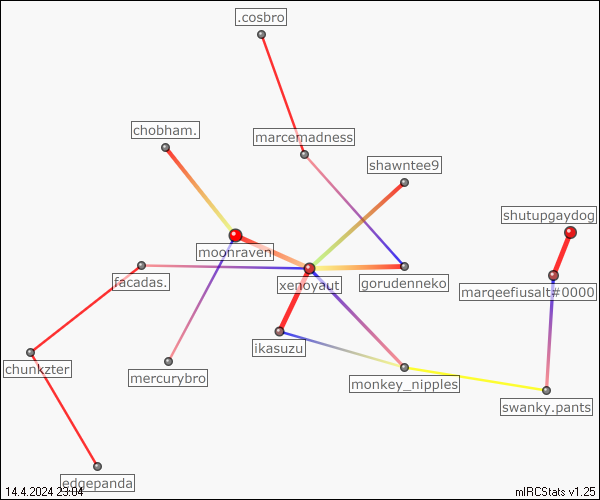 .cosbro
chobham.
marcemadness
shawntee9
shutupgaydog
moonraven
facadas.
xenoyaut
gorudenneko
marqeefiusalt#0000
ikasuzu
chunkzter
mercurybro
monkey_nipples
swanky.pants
edgepanda
14.4.2024 23:04
mIRCStats v1.25